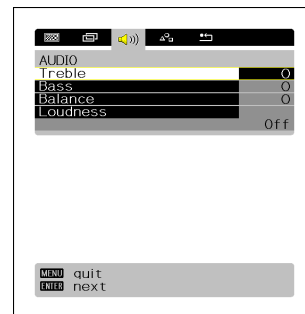 AUDIO
Treble 0
Bass 0
Balance 0
Loudness
Off
MENU quit
ENTER next